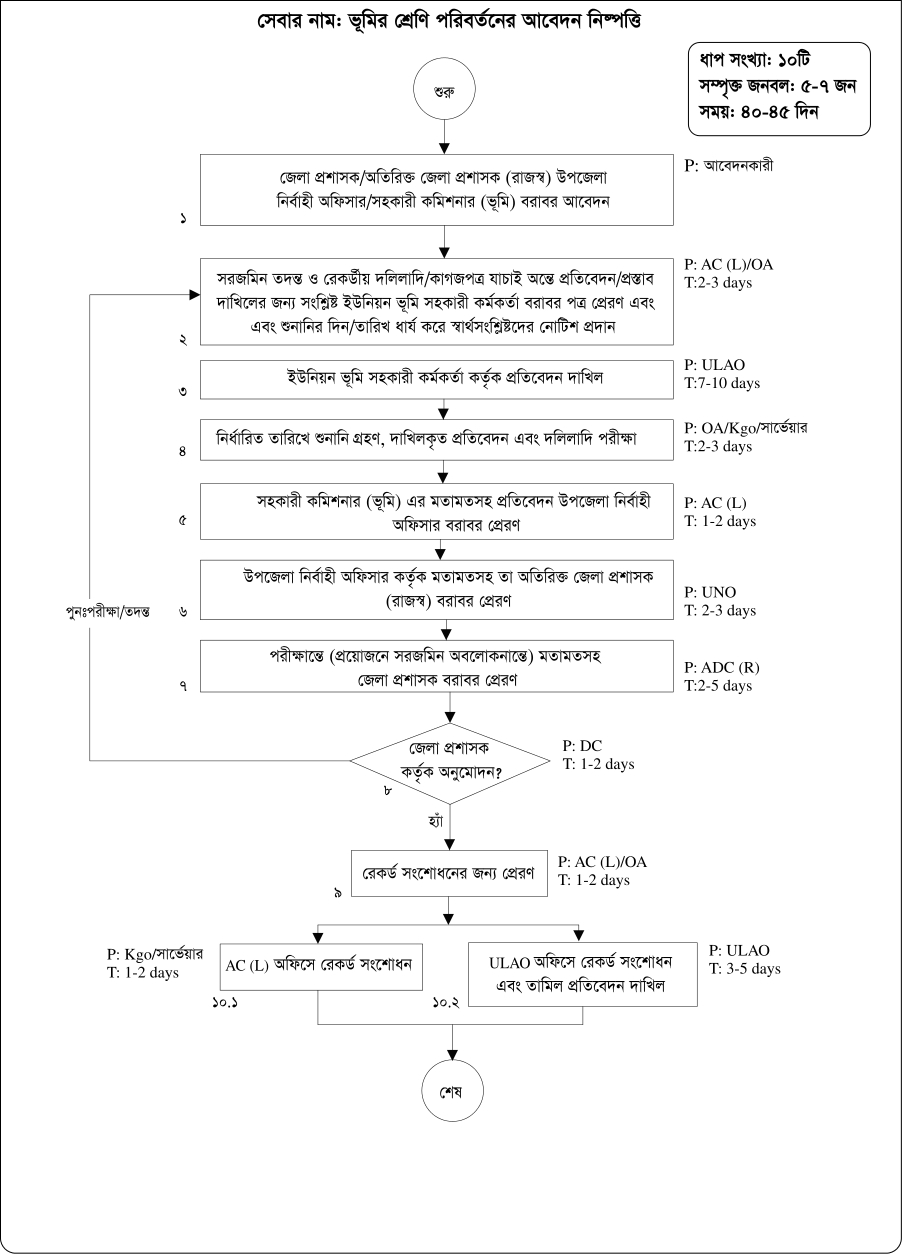 সেবার নাম: ভূমির শ্রেণি পরিবর্তনের আবেদন নিষ্পত্তি
ধাপ সংখ্যা: ১০টি
সম্পৃক্ত জনবল: ৫-৭ জন
সময়: ৪০-৪৫ দিন
শুরু
জেলা প্রশাসক/অতিরিক্ত জেলা প্রশাসক (রাজস্ব) উপজেলা
নির্বাহী অফিসার/সহকারী কমিশনার (ভূমি) বরাবর আবেদন
P: আবেদনকারী
১
সরজমিন তদন্ত ও রেকর্ডীয় দলিলাদি/কাগজপত্র যাচাই অন্তে প্রতিবেদন/প্রস্তাব
দাখিলের জন্য সংশ্লিষ্ট ইউনিয়ন ভূমি সহকারী কর্মকর্তা বরাবর পত্র প্রেরণ এবং
এবং শুনানির দিন/তারিখ ধার্য করে স্বার্থসংশ্লিষ্টদের নোটিশ প্রদান
P: AC (L)/OA
T:2-3 days
২
ইউনিয়ন ভূমি সহকারী কর্মকর্তা কর্তৃক প্রতিবেদন দাখিল
P: ULAO
T:7-10 days
৩
নির্ধারিত তারিখে শুনানি গ্রহণ, দাখিলকৃত প্রতিবেদন এবং দলিলাদি পরীক্ষা
P: OA/Kgo/সার্ভেয়ার
T:2-3 days
৪
সহকারী কমিশনার (ভূমি) এর মতামতসহ প্রতিবেদন উপজেলা নির্বাহী
অফিসার বরাবর প্রেরণ
P: AC (L)
T: 1-2 days
৫
উপজেলা নির্বাহী অফিসার কর্তৃক মতামতসহ তা অতিরিক্ত জেলা প্রশাসক
(রাজস্ব) বরাবর প্রেরণ
P: UNO
T: 2-3 days
পুনঃপরীক্ষা/তদন্ত
৬
পরীক্ষান্তে (প্রয়োজনে সরজমিন অবলোকনান্তে) মতামতসহ
জেলা প্রশাসক বরাবর প্রেরণ
P: ADC (R)
T:2-5 days
৭
জেলা প্রশাসক
কর্তৃক অনুমোদন?
P: DC
T: 1-2 days
৮
হ্যাঁ
রেকর্ড সংশোধনের জন্য প্রেরণ
P: AC (L)/OA
T: 1-2 days
৯
P: Kgo/সার্ভেয়ার
T: 1-2 days
AC (L) অফিসে রেকর্ড সংশোধন
১০.১
ULAO অফিসে রেকর্ড সংশোধন
এবং তামিল প্রতিবেদন দাখিল
P: ULAO
T: 3-5 days
১০.২
শেষ